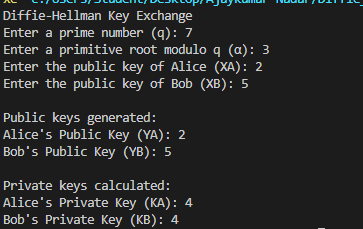 Diffie-Hellman Key Exchange
Enter a prime number (q): 7
Enter a primitive root modulo q (α): 3
Enter the public key of Alice (XA): 2
Enter the public key of Bob (XB): 5
Public keys generated:
Alice's Public Key (YA): 2
Bob's Public Key (YB): 5
Private keys calculated:
Alice's Private Key (KA): 4
Bob's Private Key (KB): 4